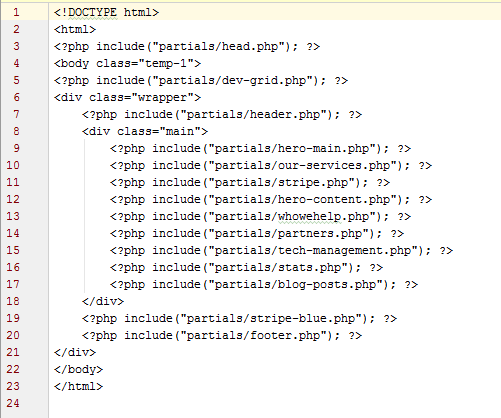 1 <!DOCTYPE html>
2 <html>
3 <?php include("partials/head.php"); ?>
4 <body class="temp-1">
5 <?php include("partials/dev-grid.php"); ?>
6 <div class="wrapper">
7     <?php include("partials/header.php"); ?>
8     <div class="main">
9         <?php include("partials/hero-main.php"); ?>
10         <?php include("partials/our-services.php"); ?>
11         <?php include("partials/stripe.php"); ?>
12         <?php include("partials/hero-content.php"); ?>
13         <?php include("partials/whowehelp.php"); ?>
14         <?php include("partials/partners.php"); ?>
15         <?php include("partials/tech-management.php"); ?>
16         <?php include("partials/stats.php"); ?>
17         <?php include("partials/blog-posts.php"); ?>
18     </div>
19     <?php include("partials/stripe-blue.php"); ?>
20     <?php include("partials/footer.php"); ?>
21 </div>
22 </body>
23 </html>
24